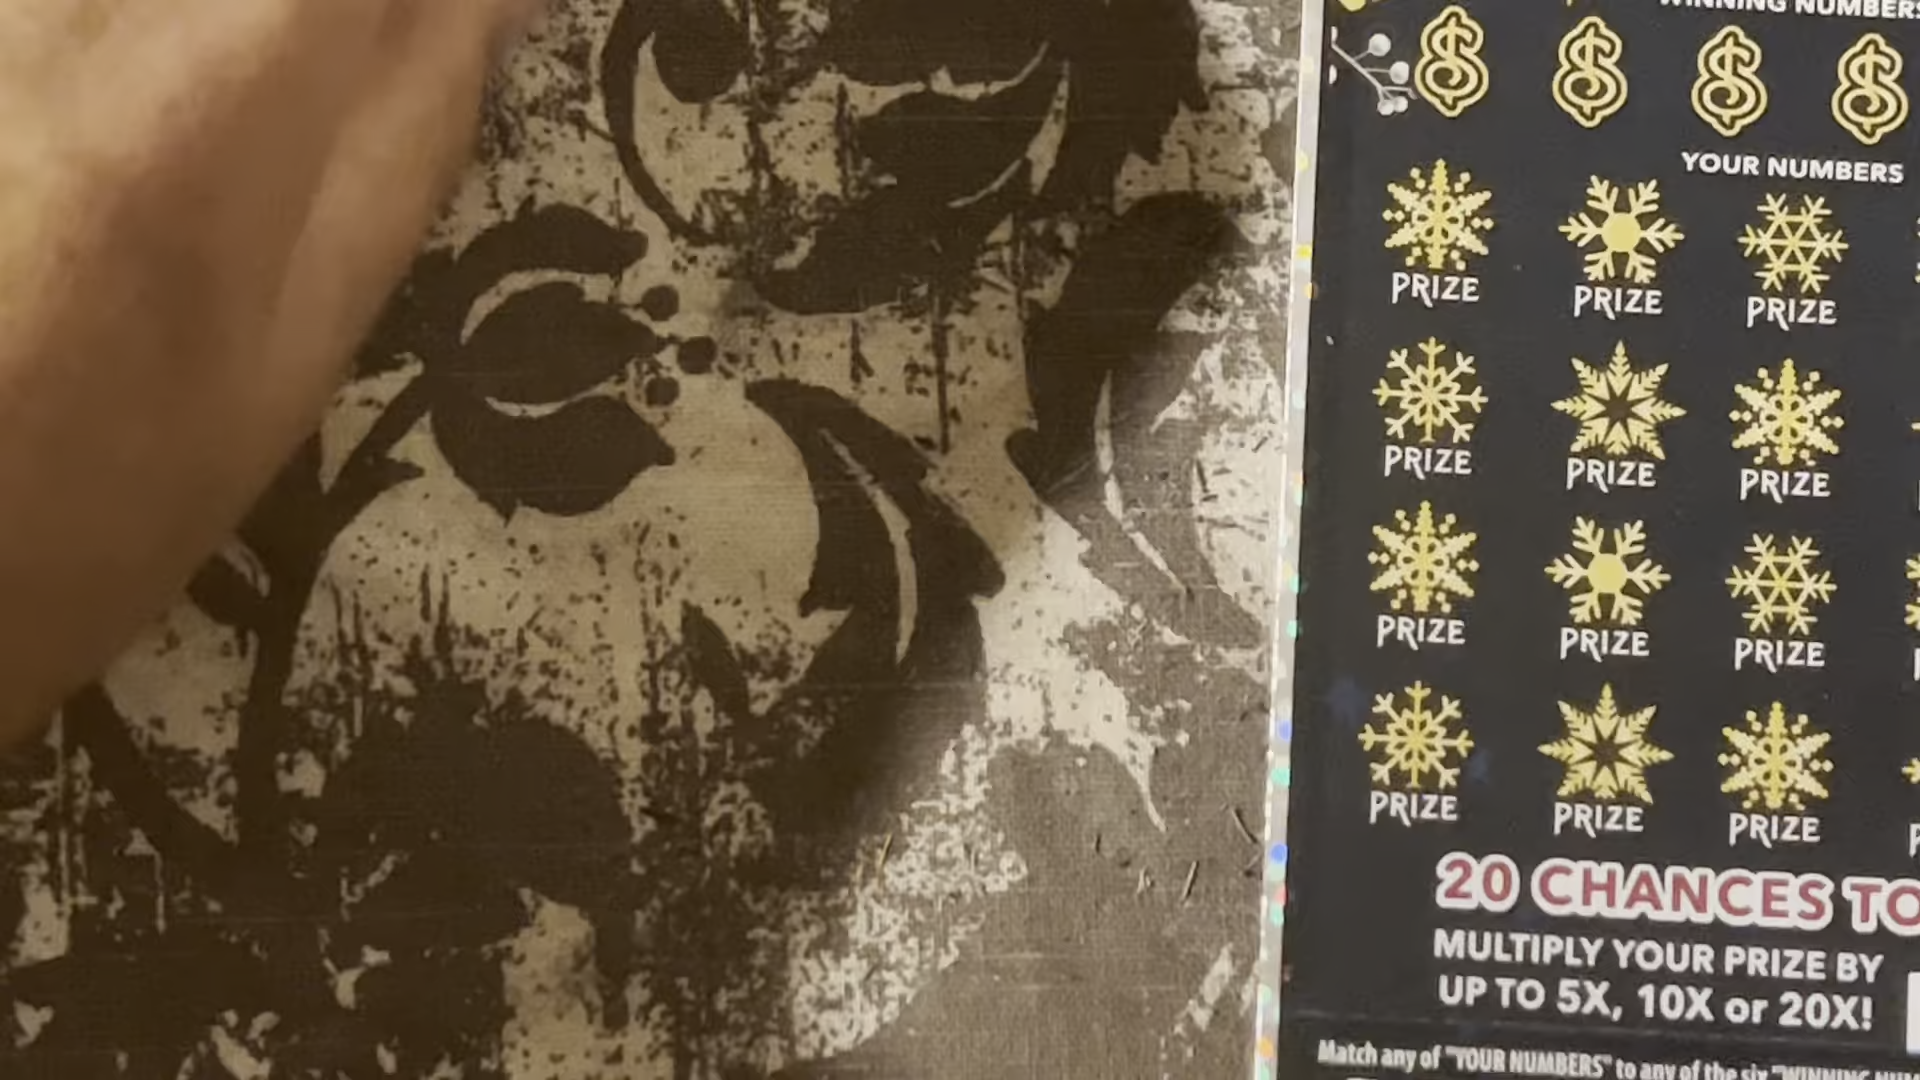 WINNING NUMBERS
YOUR NUMBERS
PRIZE PRIZE PRIZE
PRIZE PRIZE PRIZE
PRIZE PRIZE PRIZE
PRIZE PRIZE PRIZE
20 CHANCES TO
MULTIPLY YOUR PRIZE BY
UP TO 5X, 10X or 20X!
Match any of "YOUR NUMBERS" to any of the six "WINNING